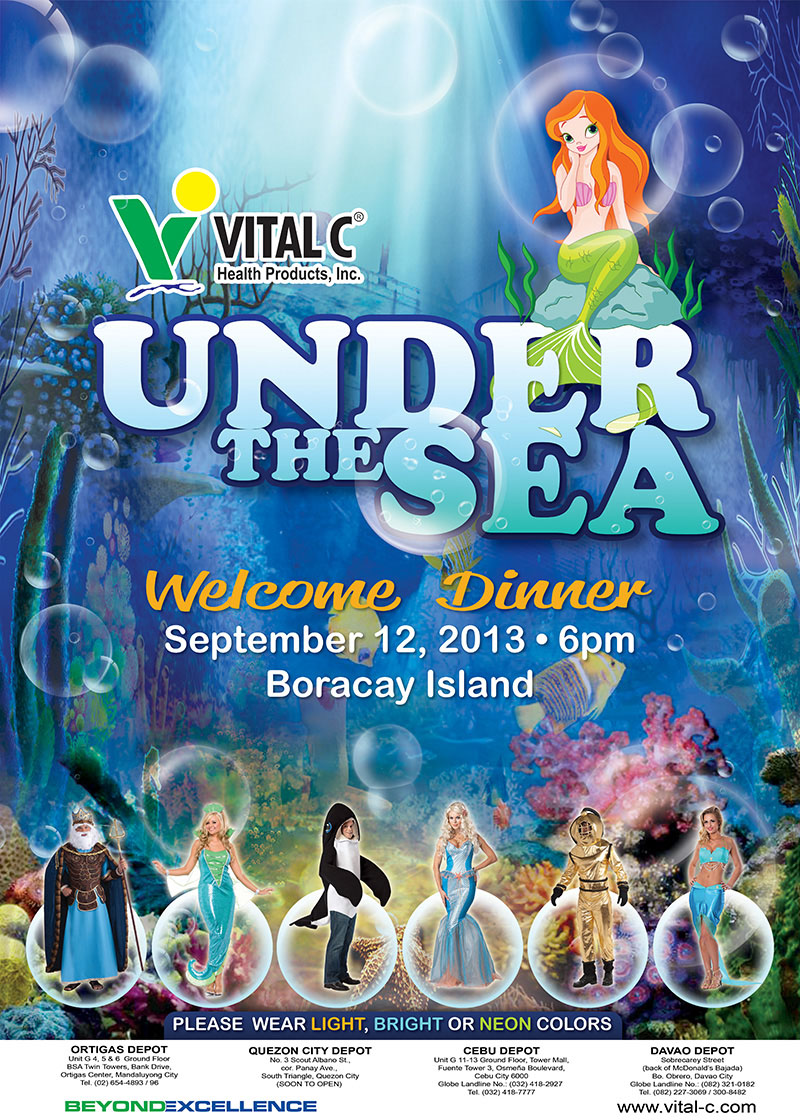 VITAL C®
Health Products, Inc.
UNDER
THE SEA
Welcome Dinner
September 12, 2013 • 6pm
Boracay Island
PLEASE WEAR LIGHT, BRIGHT OR NEON COLORS
ORTIGAS DEPOT
Unit G 4, 5 & 6 Ground Floor
BSA Twin Towers, Bank Drive,
Ortigas Center, Mandaluyong City
Tel. (02) 654-4893 / 96
QUEZON CITY DEPOT
No. 3 Scout Albano St.,
cor. Panay Ave.,
South Triangle, Quezon City
(SOON TO OPEN)
CEBU DEPOT
Unit G 11-13 Ground Floor, Tower Mall,
Fuente Tower 3, Osmeña Boulevard,
Cebu City 6000
Globe Landline No.: (032) 418-2927
Tel. (032) 418-7777
DAVAO DEPOT
Sobrecarey Street
(back of McDonald's Bajada)
Bo. Obrero, Davao City
Globe Landline No.: (082) 321-0182
Tel. (082) 227-3069 / 300-8482
BEYONDEXCELLENCE
www.vital-c.com